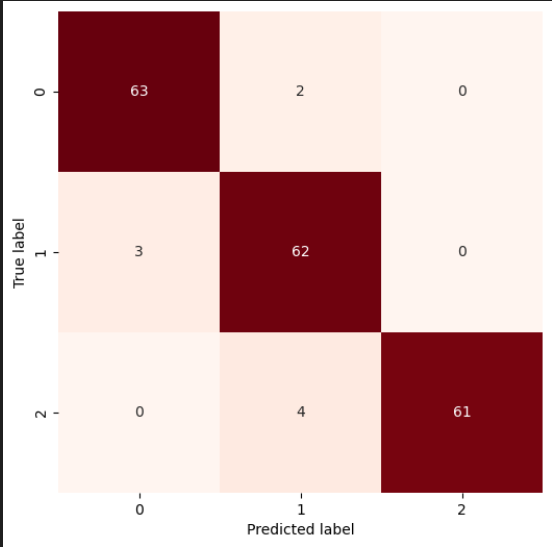 True label
0
63 2 0
1
3 62 0
2
0 4 61
0 1 2
Predicted label